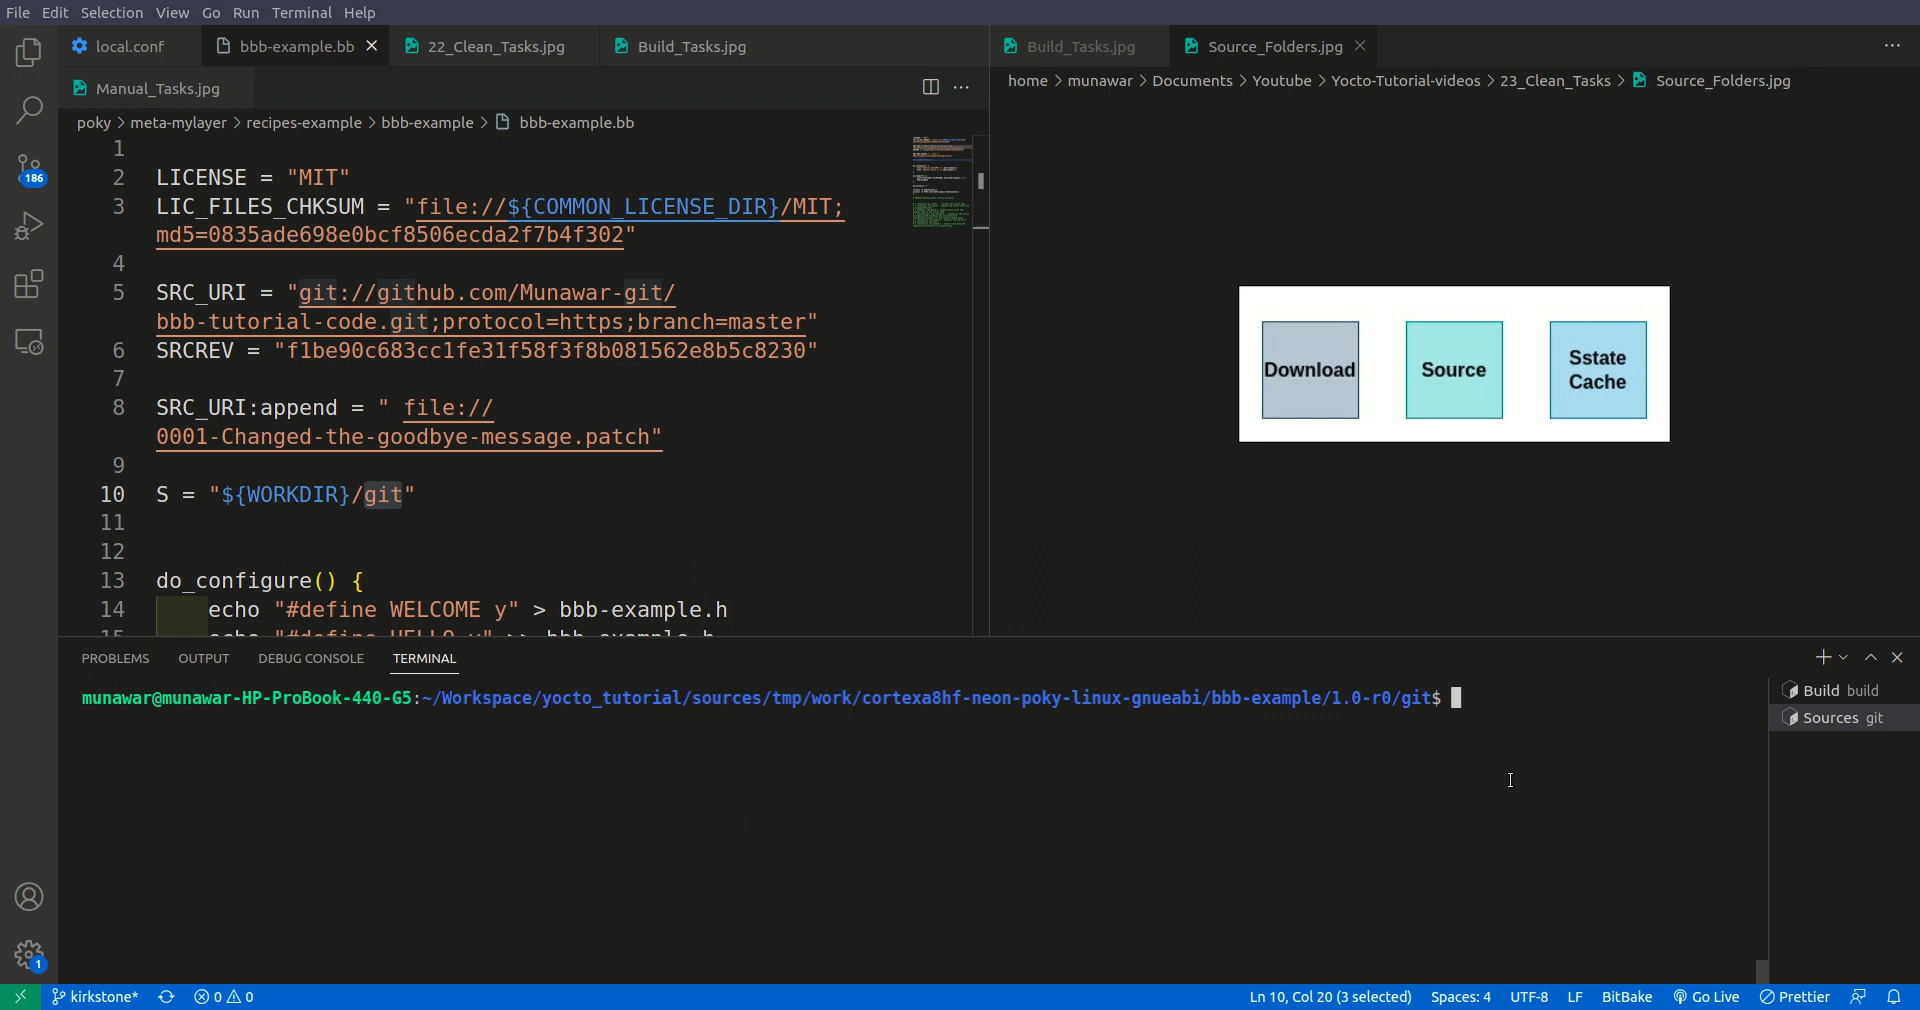 File Edit Selection View Go Run Terminal Help
local.conf bbb-example.bb 22_Clean_Tasks.jpg Build_Tasks.jpg
Manual_Tasks.jpg
poky > meta-mylayer > recipes-example > bbb-example > bbb-example.bb
1
2 LICENSE = "MIT"
3 LIC_FILES_CHKSUM = "file://${COMMON_LICENSE_DIR}/MIT;
md5=0835ade698e0bcf8506ecda2f7b4f302"
4
5 SRC_URI = "git://github.com/Munawar-git/
bbb-tutorial-code.git;protocol=https;branch=master"
6 SRCREV = "f1be90c683cc1fe31f58f3f8b081562e8b5c8230"
7
8 SRC_URI:append = " file://
0001-Changed-the-goodbye-message.patch"
9
10 S = "${WORKDIR}/git"
11
12
13 do_configure() {
14 echo "#define WELCOME y" > bbb-example.h
15 echo "#define HELLO y" >> bbb-example.h
Build_Tasks.jpg Source_Folders.jpg
home > munawar > Documents > Youtube > Yocto-Tutorial-videos > 23_Clean_Tasks > Source_Folders.jpg
Download
Source
Sstate
Cache
PROBLEMS OUTPUT DEBUG CONSOLE TERMINAL
munawar@munawar-HP-ProBook-440-G5:~/Workspace/yocto_tutorial/sources/tmp/work/cortexa8hf-neon-poky-linux-gnueabi/bbb-example/1.0-r0/git$
Build build
Sources git
186
1
kirkstone* 0 0 Ln 10, Col 20 (3 selected) Spaces: 4 UTF-8 LF BitBake Go Live Prettier